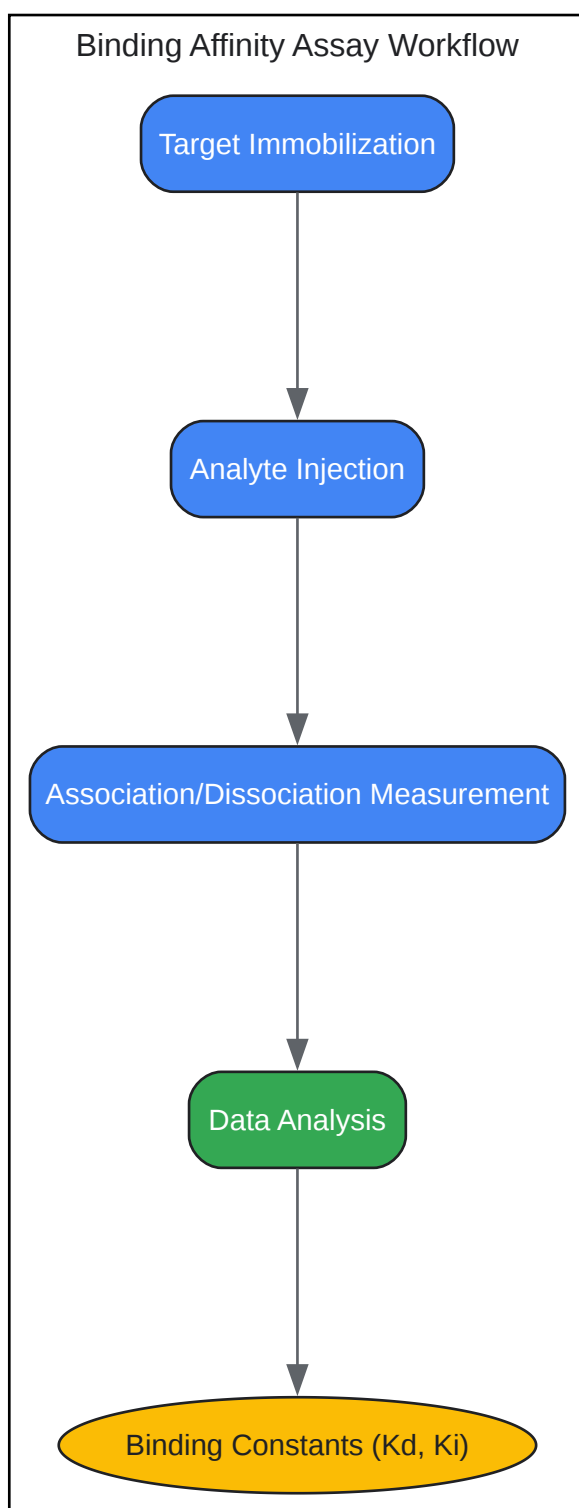 Binding Affinity Assay Workflow
Target Immobilization
Analyte Injection
Association/Dissociation Measurement
Data Analysis
Binding Constants (Kd, Ki)